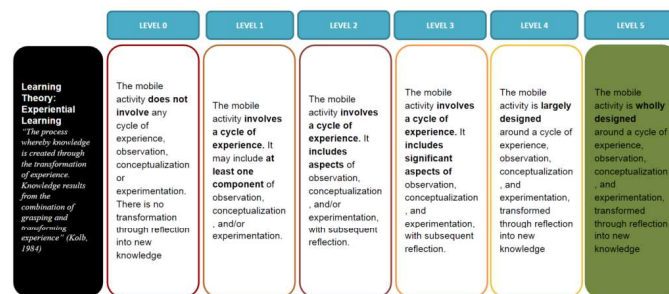 LEVEL 0
LEVEL 1
LEVEL 2
LEVEL 3
LEVEL 4
LEVEL 5
Learning
Theory:
Experiential
Learning
"The process
whereby knowledge
is created through
the transformation
of experience.
Knowledge results
from the
combination of
grasping and
transforming
experience" (Kolb,
1984)
The mobile
activity does not
involve any
cycle of
experience,
observation,
conceptualization
or
experimentation.
There is no
transformation
through reflection
into new
knowledge
The mobile
activity involves
a cycle of
experience. It
may include at
least one
component of
observation,
conceptualization
, and/or
experimentation.
The mobile
activity involves
a cycle of
experience. It
includes
aspects of
observation,
conceptualization
, and/or
experimentation,
with subsequent
reflection.
The mobile
activity involves
a cycle of
experience. It
includes
significant
aspects of
observation,
conceptualization
, and
experimentation,
with subsequent
reflection.
The mobile
activity is largely
designed
around a cycle of
experience,
observation,
conceptualization
, and
experimentation,
transformed
through reflection
into new
knowledge
The mobile
activity is wholly
designed
around a cycle of
experience,
observation,
conceptualization
, and
experimentation,
transformed
through reflection
into new
knowledge